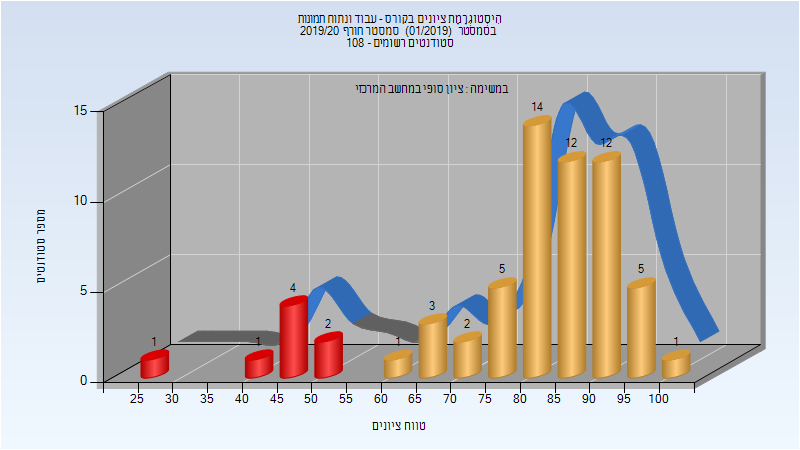 היסטוגרמת ציונים בקורס - עבוד ונתוח תמונות
בסמסטר (01/2019) סמסטר חורף 2019/20
סטודנטים רשומים - 108
במשימה : ציון סופי במחשב המרכזי
מספר סטודנטים
15
10
5
0
1
1
4
2
1
3
2
5
14
12
12
5
1
25 30 35 40 45 50 55 60 65 70 75 80 85 90 95 100
טווח ציונים